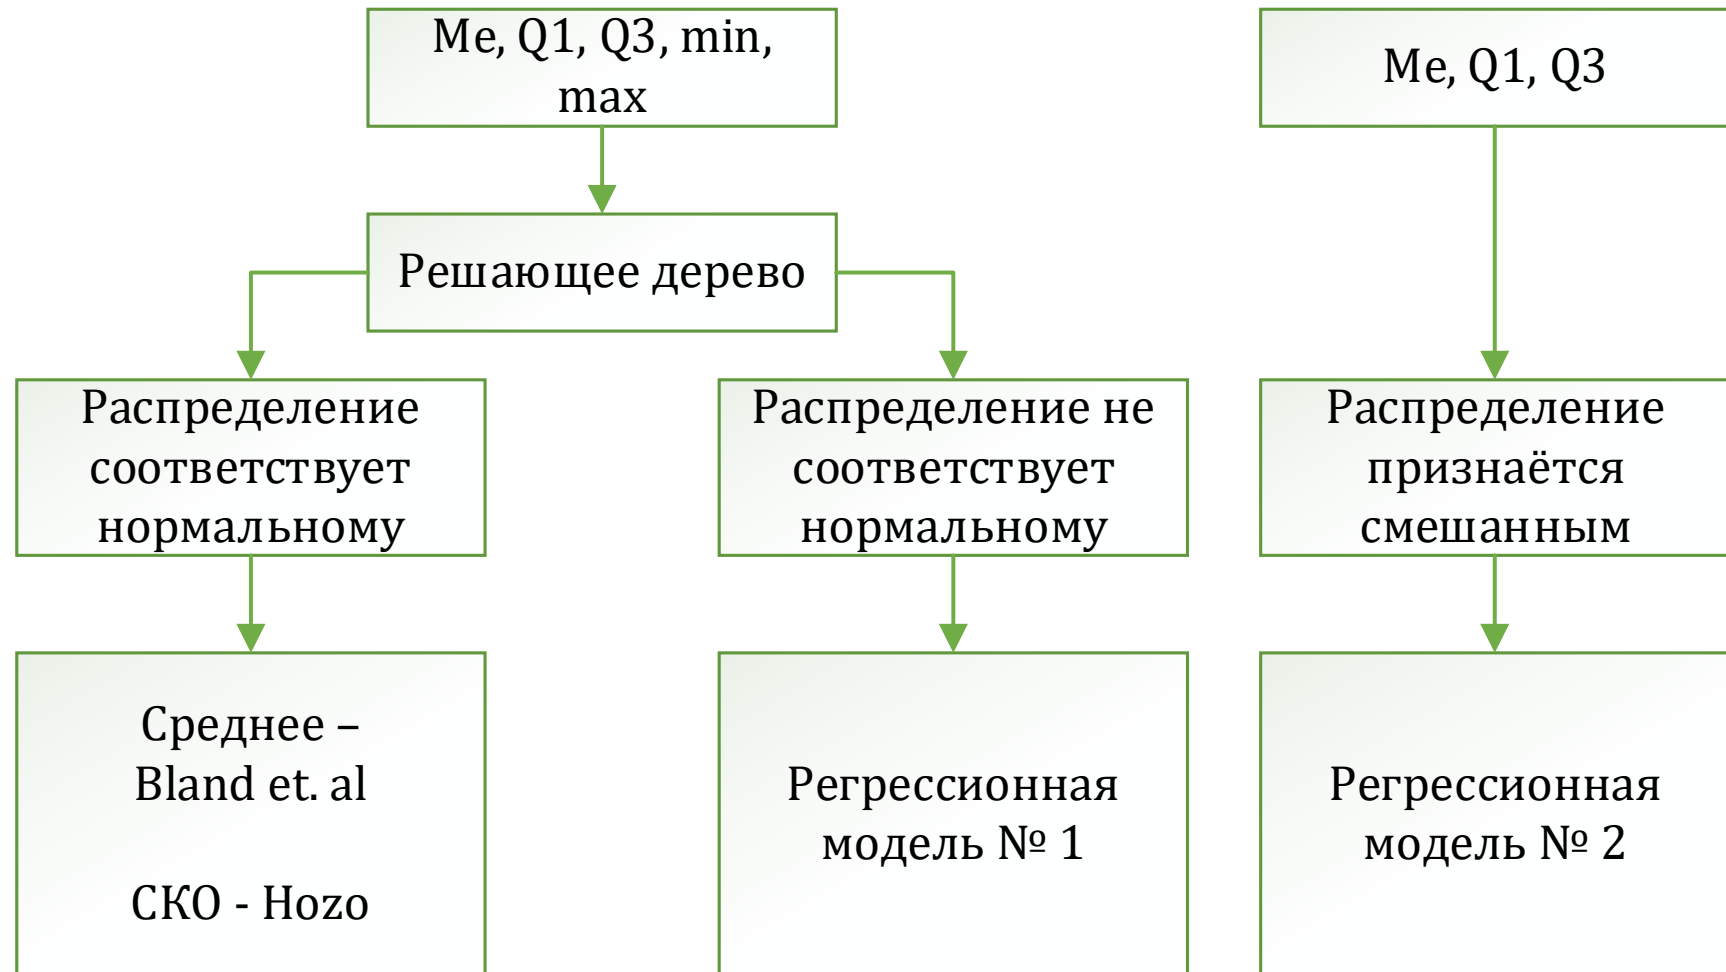 Me, Q1, Q3, min,
max
Me, Q1, Q3
Решающее дерево
Распределение
соответствует
нормальному
Распределение не
соответствует
нормальному
Распределение
признаётся
смешанным
Среднее –
Bland et. al
СКО - Hozo
Регрессионная
модель № 1
Регрессионная
модель № 2